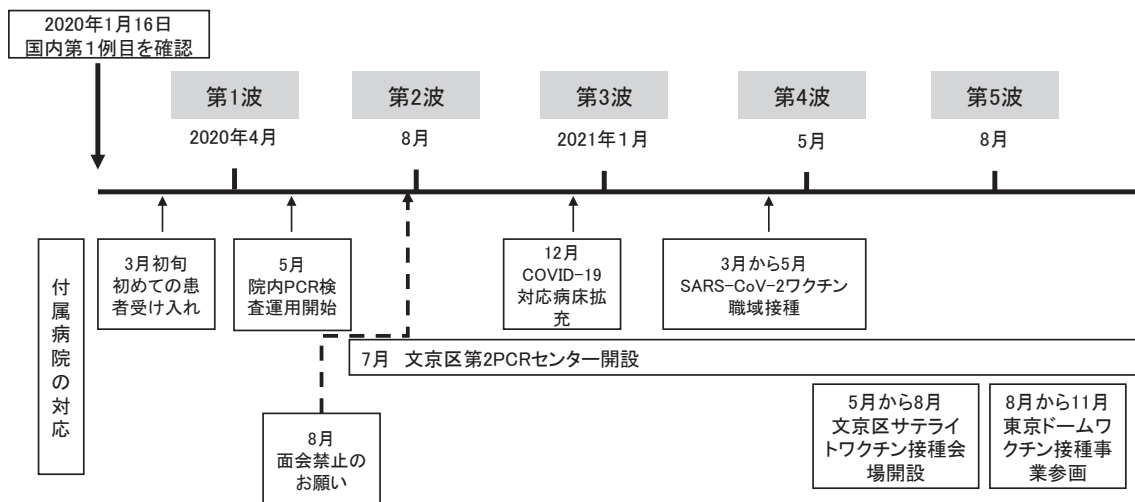 2020年1月16日
国内第1例目を確認
第1波
第2波
第3波
第4波
第5波
2020年4月
8月
2021年1月
5月
8月
付属病院の対応
3月初旬
初めての患
者受け入れ
5月
院内PCR検
査運用開始
12月
COVID-19
対応病床拡
充
3月から5月
SARS-CoV-2ワクチン
職域接種
7月 文京区第2PCRセンター開設
8月
面会禁止の
お願い
5月から8月
文京区サテライ
トワクチン接種会
場開設
8月から11月
東京ドームワ
クチン接種事
業参画